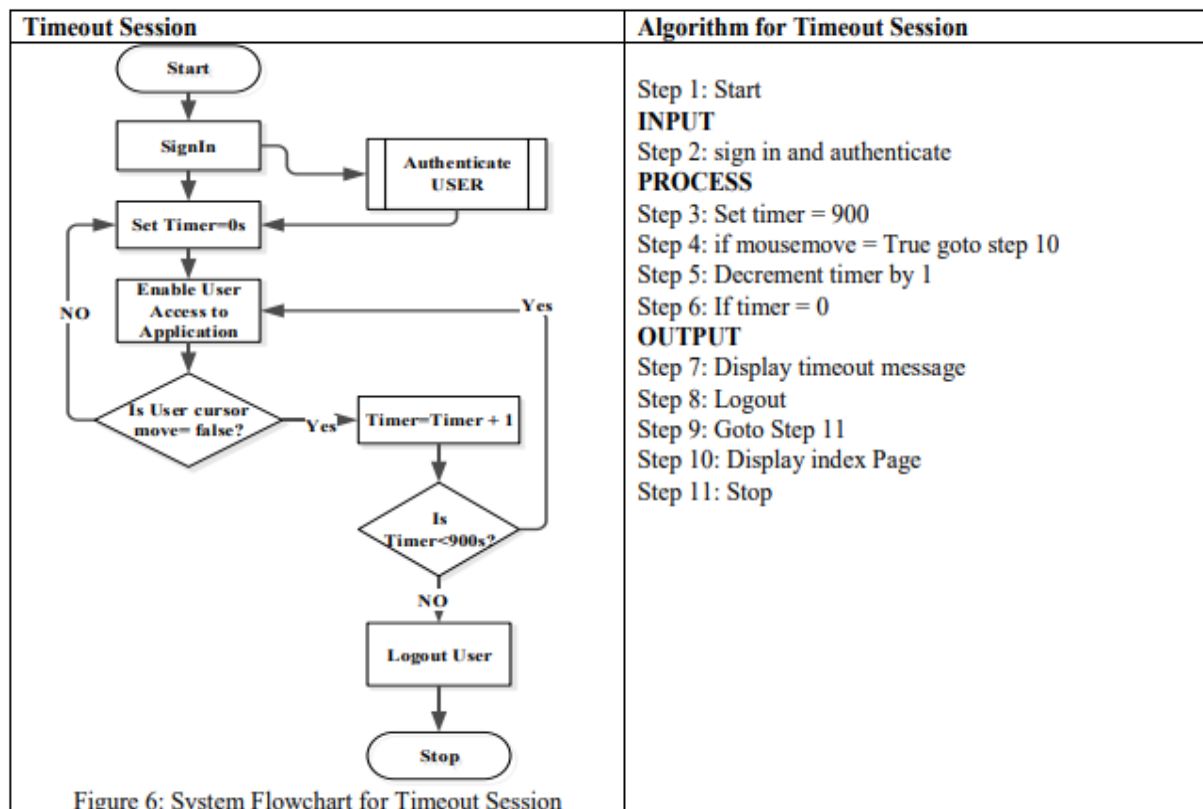 Timeout Session
Start
SignIn
Authenticate
USER
Set Timer=0s
Enable User
Access to
Application
NO
Yes
Is User cursor
move= false?
Yes
Timer=Timer + 1
Is
Timer<900s?
NO
Logout User
Stop
Figure 6: System Flowchart for Timeout Session
Algorithm for Timeout Session
Step 1: Start
INPUT
Step 2: sign in and authenticate
PROCESS
Step 3: Set timer = 900
Step 4: if mousemove = True goto step 10
Step 5: Decrement timer by 1
Step 6: If timer = 0
OUTPUT
Step 7: Display timeout message
Step 8: Logout
Step 9: Goto Step 11
Step 10: Display index Page
Step 11: Stop